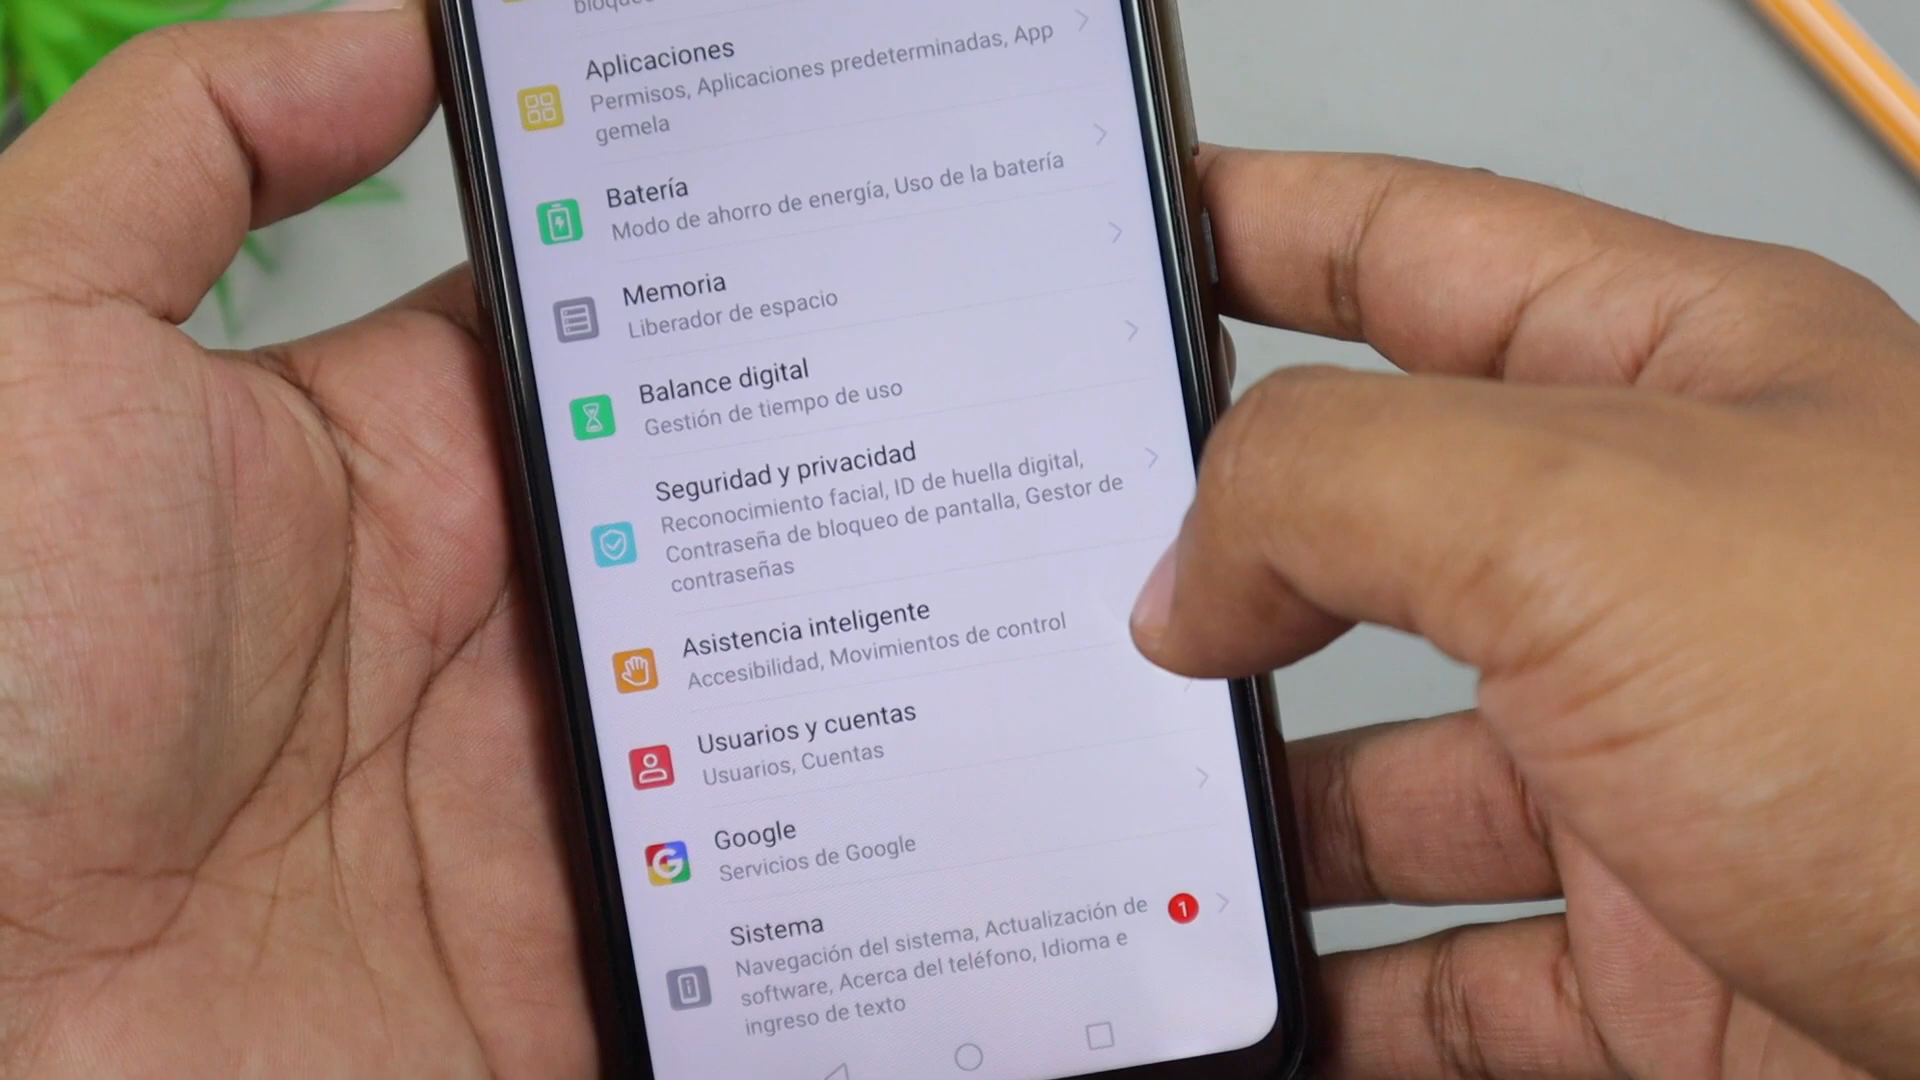 Aplicaciones
Permisos, Aplicaciones predeterminadas, App
gemela
Batería
Modo de ahorro de energía, Uso de la batería
Memoria
Liberador de espacio
Balance digital
Gestión de tiempo de uso
Seguridad y privacidad
Reconocimiento facial, ID de huella digital,
Contraseña de bloqueo de pantalla, Gestor de
contraseñas
Asistencia inteligente
Accesibilidad, Movimientos de control
Usuarios y cuentas
Usuarios, Cuentas
Google
Servicios de Google
Sistema
Navegación del sistema, Actualización de
software, Acerca del teléfono, Idioma e
ingreso de texto
1